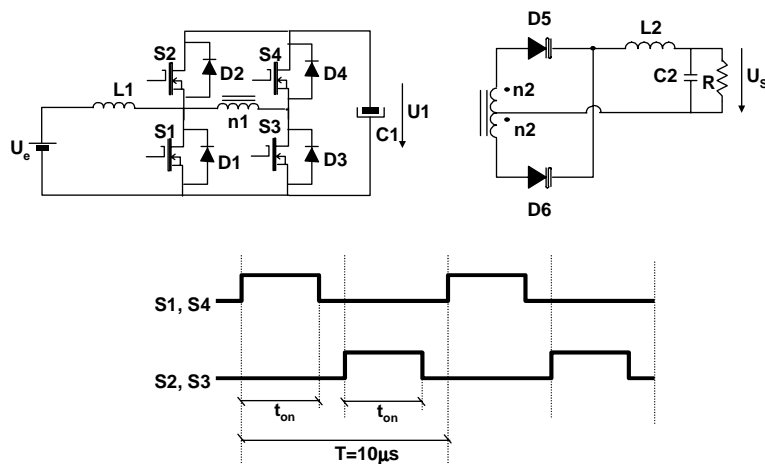 S2
D2
S4
D4
L1
n1
U1
S1
D1
S3
D3
C1
Ue
D5
L2
n2
n2
C2
R
Us
D6
S1, S4
S2, S3
ton
ton
T=10µs